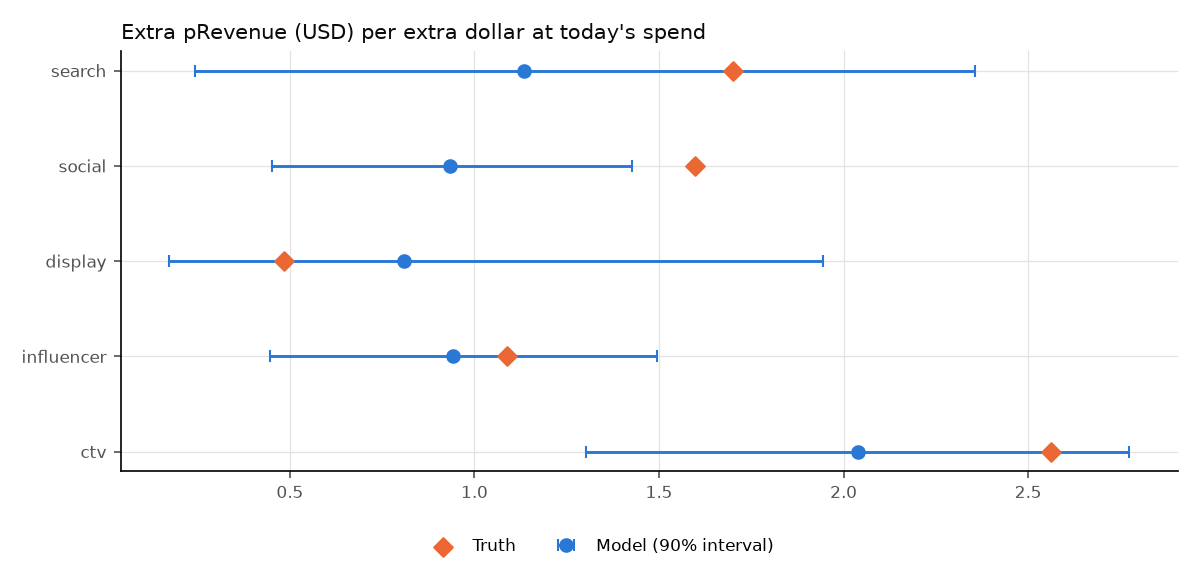 Extra pRevenue (USD) per extra dollar at today's spend
search
social
display
influencer
ctv
0.5 1.0 1.5 2.0 2.5
Truth Model (90% interval)